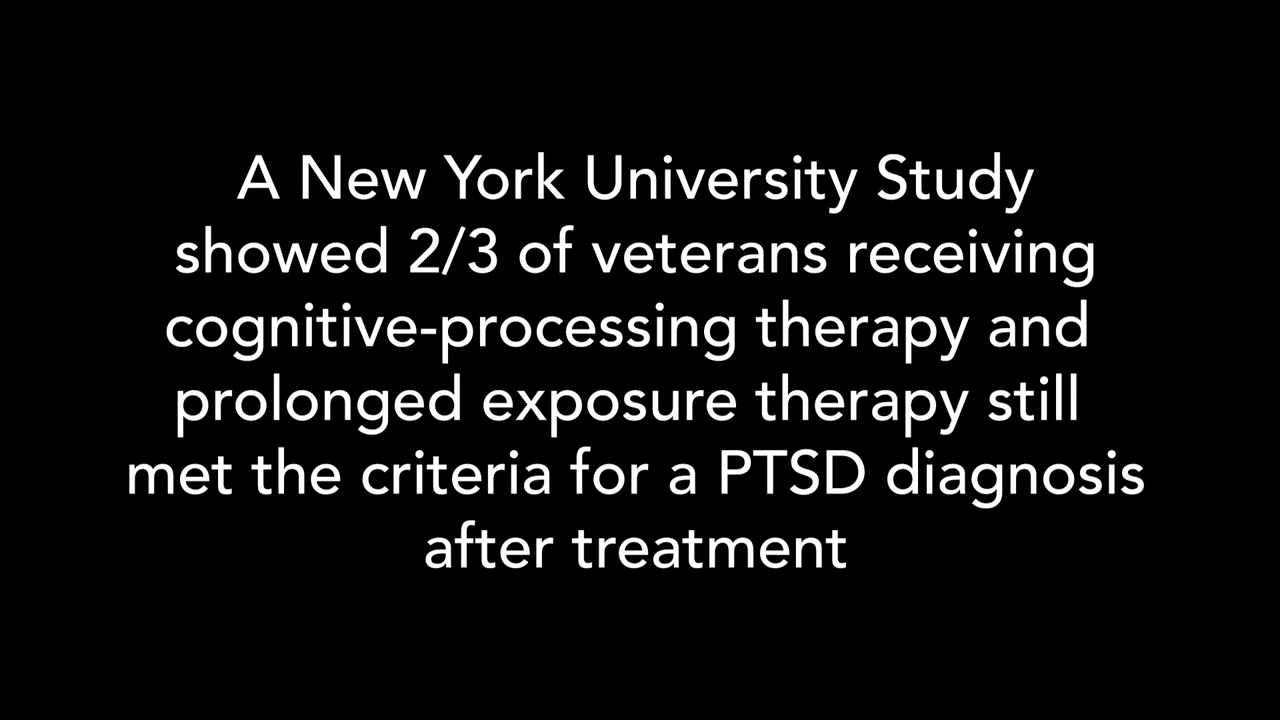 A New York University Study
showed 2/3 of veterans receiving
cognitive-processing therapy and
prolonged exposure therapy still
met the criteria for a PTSD diagnosis
after treatment